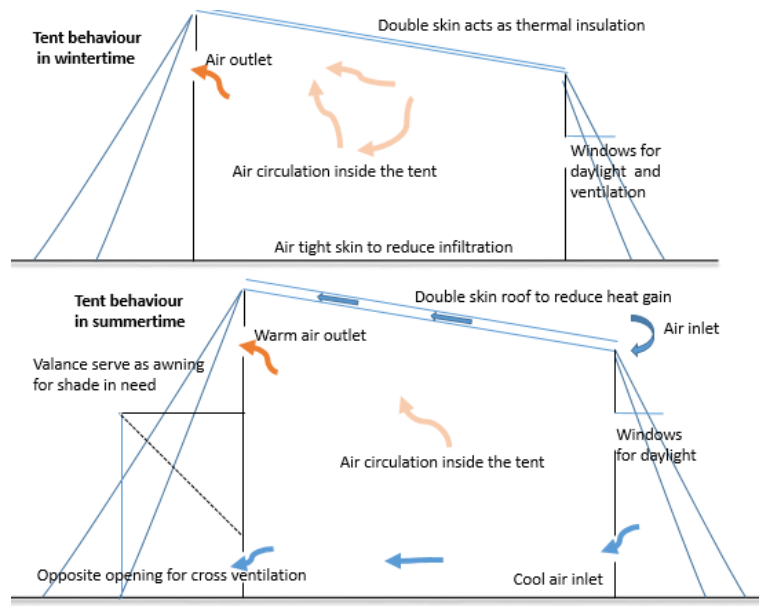 Double skin acts as thermal insulation
Tent behaviour
in wintertime
Air outlet
Air circulation inside the tent
Windows for
daylight and
ventilation
Air tight skin to reduce infiltration
Tent behaviour
in summertime
Double skin roof to reduce heat gain
Air inlet
Warm air outlet
Valance serve as awning
for shade in need
Windows
for daylight
Air circulation inside the tent
Opposite opening for cross ventilation
Cool air inlet